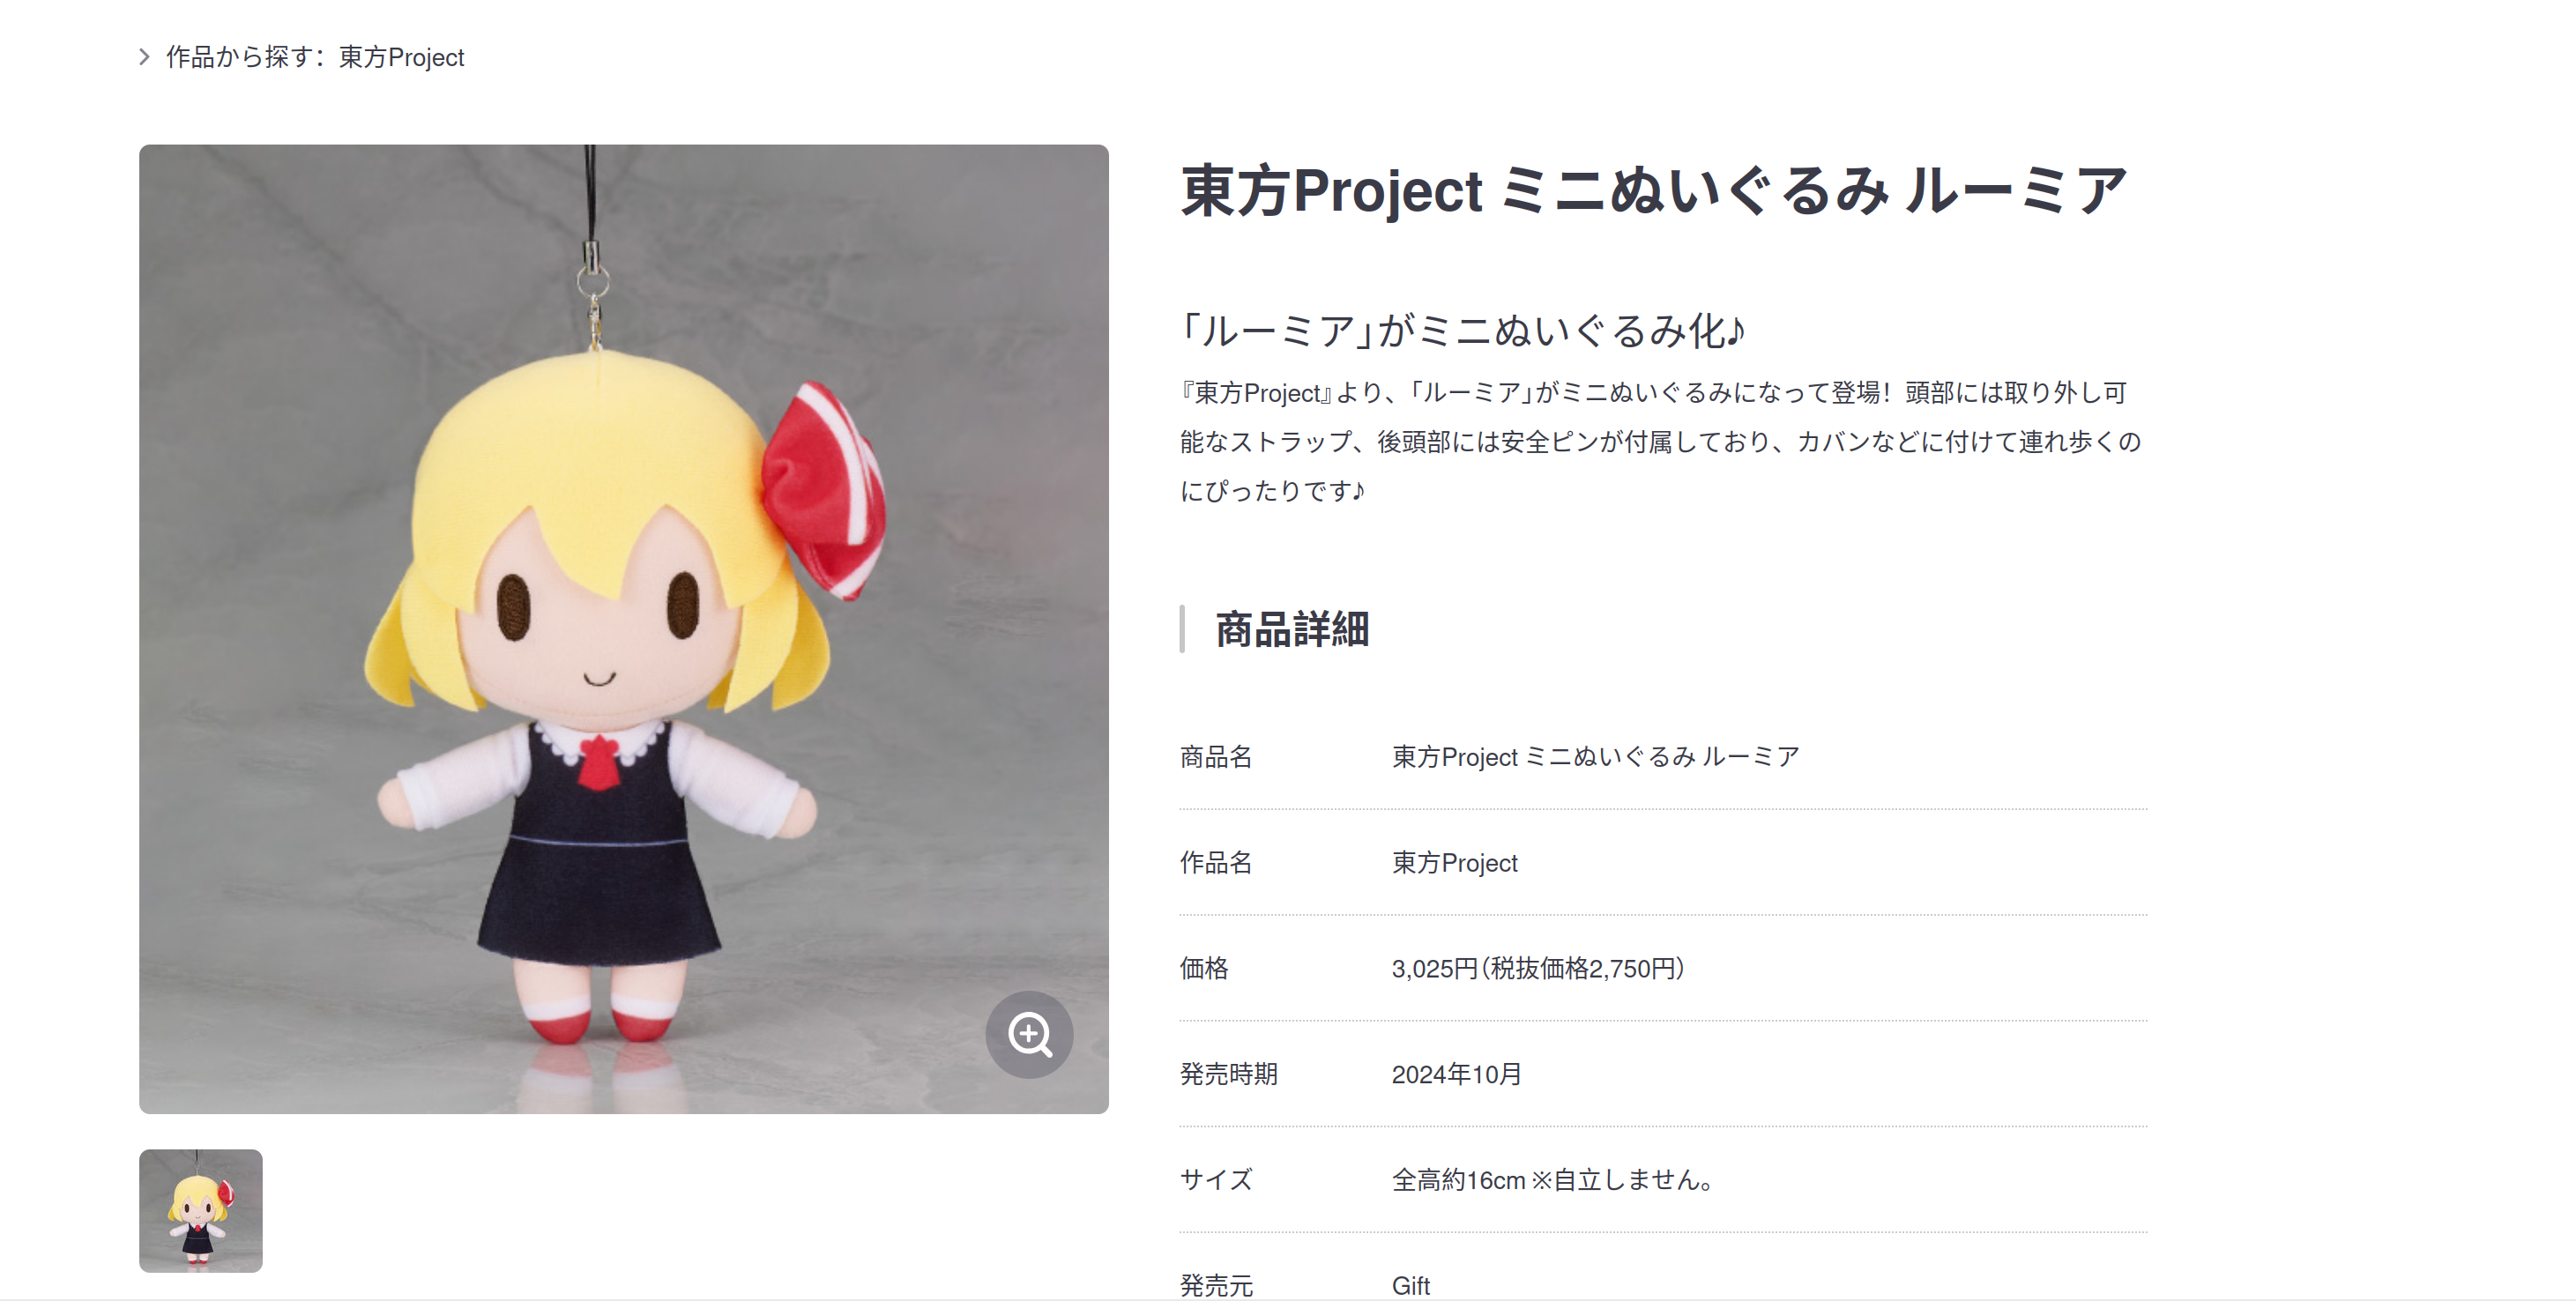 作品から探す：東方Project
東方Project ミニぬいぐるみ ルーミア
「ルーミア」がミニぬいぐるみ化♪
『東方Project』より、「ルーミア」がミニぬいぐるみになって登場！頭部には取り外し可
能なストラップ、後頭部には安全ピンが付属しており、カバンなどに付けて連れ歩くの
にぴったりです♪
商品詳細
商品名 東方Project ミニぬいぐるみ ルーミア
作品名 東方Project
価格 3,025円（税抜価格2,750円）
発売時期 2024年10月
サイズ 全高約16cm ※自立しません。
発売元 Gift